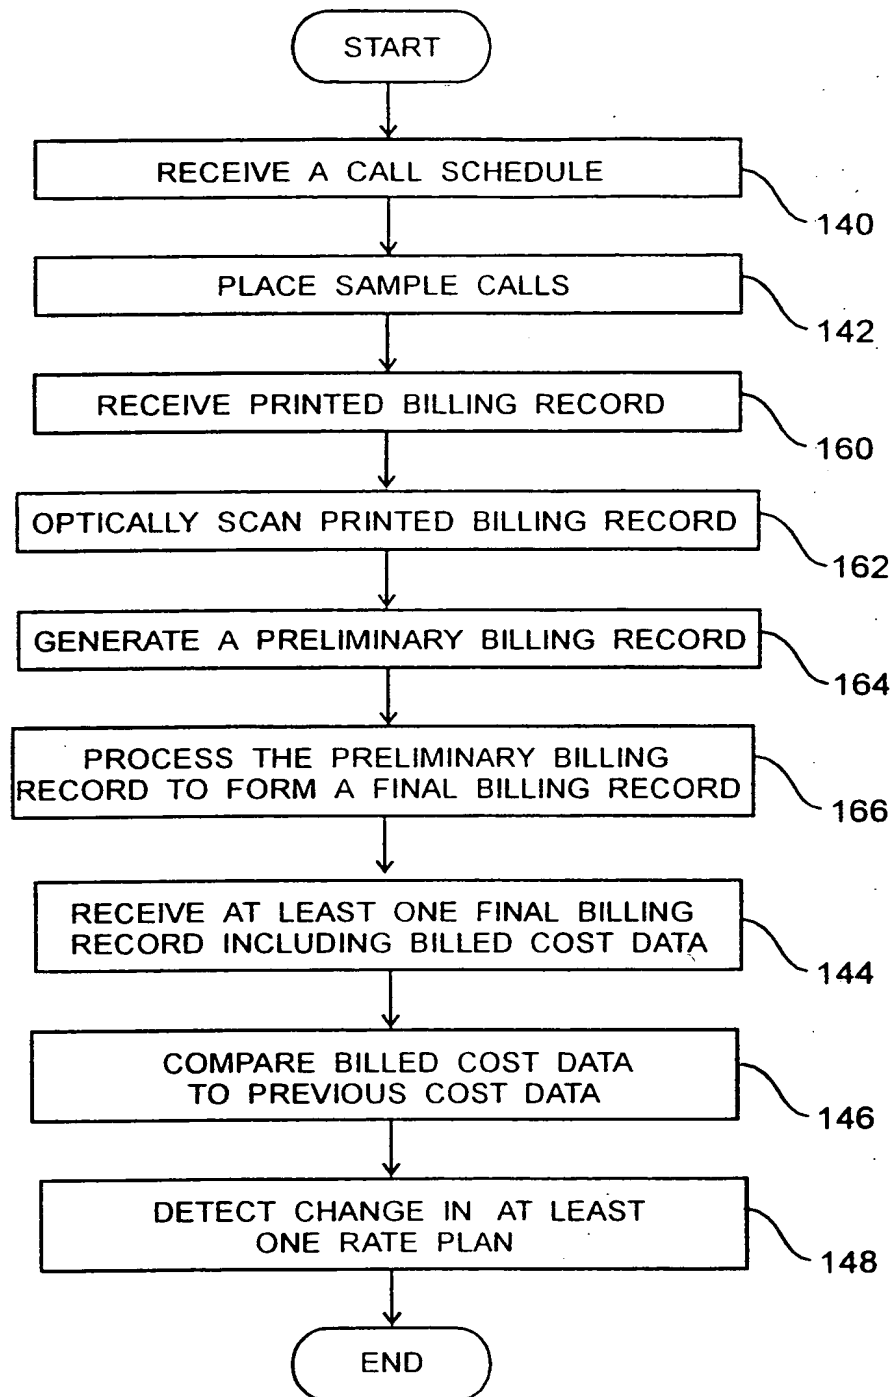 START
RECEIVE A CALL SCHEDULE
140
PLACE SAMPLE CALLS
142
RECEIVE PRINTED BILLING RECORD
160
OPTICALLY SCAN PRINTED BILLING RECORD
162
GENERATE A PRELIMINARY BILLING RECORD
164
PROCESS THE PRELIMINARY BILLING
RECORD TO FORM A FINAL BILLING RECORD
166
RECEIVE AT LEAST ONE FINAL BILLING
RECORD INCLUDING BILLED COST DATA
144
COMPARE BILLED COST DATA
TO PREVIOUS COST DATA
146
DETECT CHANGE IN AT LEAST
ONE RATE PLAN
148
END